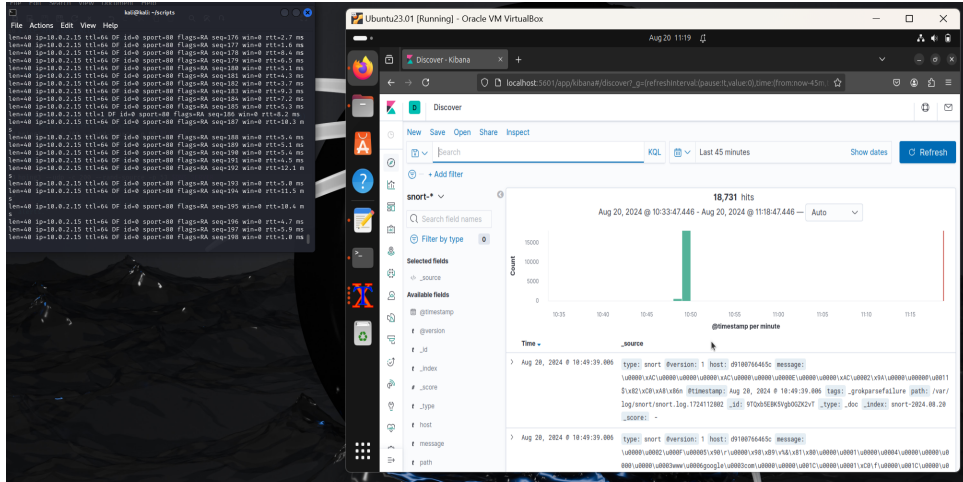 kali@kali: ~/scripts
File Actions Edit View Help
len=40 ip=10.0.2.15 ttl=64 DF id=0 sport=80 flags=RA seq=176 win=0 rtt=2.7 ms
len=40 ip=10.0.2.15 ttl=64 DF id=0 sport=80 flags=RA seq=177 win=0 rtt=1.6 ms
len=40 ip=10.0.2.15 ttl=64 DF id=0 sport=80 flags=RA seq=178 win=0 rtt=8.4 ms
len=40 ip=10.0.2.15 ttl=64 DF id=0 sport=80 flags=RA seq=179 win=0 rtt=6.5 ms
len=40 ip=10.0.2.15 ttl=64 DF id=0 sport=80 flags=RA seq=180 win=0 rtt=5.1 ms
len=40 ip=10.0.2.15 ttl=64 DF id=0 sport=80 flags=RA seq=181 win=0 rtt=4.3 ms
len=40 ip=10.0.2.15 ttl=64 DF id=0 sport=80 flags=RA seq=182 win=0 rtt=3.7 ms
len=40 ip=10.0.2.15 ttl=64 DF id=0 sport=80 flags=RA seq=183 win=0 rtt=9.3 ms
len=40 ip=10.0.2.15 ttl=64 DF id=0 sport=80 flags=RA seq=184 win=0 rtt=7.2 ms
len=40 ip=10.0.2.15 ttl=64 DF id=0 sport=80 flags=RA seq=185 win=0 rtt=5.3 ms
len=40 ip=10.0.2.15 ttl=1 DF id=0 sport=80 flags=RA seq=186 win=0 rtt=8.2 ms
len=40 ip=10.0.2.15 ttl=64 DF id=0 sport=80 flags=RA seq=187 win=0 rtt=10.3 m
s
len=40 ip=10.0.2.15 ttl=64 DF id=0 sport=80 flags=RA seq=188 win=0 rtt=5.4 ms
len=40 ip=10.0.2.15 ttl=64 DF id=0 sport=80 flags=RA seq=189 win=0 rtt=5.1 ms
len=40 ip=10.0.2.15 ttl=64 DF id=0 sport=80 flags=RA seq=190 win=0 rtt=5.4 ms
len=40 ip=10.0.2.15 ttl=64 DF id=0 sport=80 flags=RA seq=191 win=0 rtt=4.5 ms
len=40 ip=10.0.2.15 ttl=64 DF id=0 sport=80 flags=RA seq=192 win=0 rtt=12.1 m
s
len=40 ip=10.0.2.15 ttl=64 DF id=0 sport=80 flags=RA seq=193 win=0 rtt=5.0 ms
len=40 ip=10.0.2.15 ttl=64 DF id=0 sport=80 flags=RA seq=194 win=0 rtt=11.5 m
s
len=40 ip=10.0.2.15 ttl=64 DF id=0 sport=80 flags=RA seq=195 win=0 rtt=10.4 m
s
len=40 ip=10.0.2.15 ttl=64 DF id=0 sport=80 flags=RA seq=196 win=0 rtt=4.7 ms
len=40 ip=10.0.2.15 ttl=64 DF id=0 sport=80 flags=RA seq=197 win=0 rtt=5.9 ms
len=40 ip=10.0.2.15 ttl=64 DF id=0 sport=80 flags=RA seq=198 win=0 rtt=1.0 ms
Ubuntu23.01 [Running] - Oracle VM VirtualBox
Aug 20 11:19
Discover - Kibana
localhost:5601/app/kibana#/discover?_g=(refreshInterval:(pause:!t,value:0),time:(from:now-45m,
D Discover
New Save Open Share Inspect
Search KQL Last 45 minutes Show dates Refresh
+ Add filter
snort-*
Search field names
Filter by type 0
Selected fields
_source
Available fields
@timestamp
t @version
t _id
t _index
# _score
t _type
t host
t message
t path
18,731 hits
Aug 20, 2024 @ 10:33:47.446 - Aug 20, 2024 @ 11:18:47.446 — Auto
Count
15000
10000
5000
0
10:35 10:40 10:45 10:50 10:55 11:00 11:05 11:10 11:15
@timestamp per minute
Time _source
Aug 20, 2024 @ 10:49:39.006 type: snort @version: 1 host: d9100766465c message:
\u0000\xAC\u0000\u0000\u0000\xAC\u0000\u0000\u0000E\u0000\u0000\xAC\u0002\x9A\u0000\u0000@\u0011
$\x82\xC0\xA8\x86n @timestamp: Aug 20, 2024 @ 10:49:39.006 tags: _grokparsefailure path: /var/
log/snort/snort.log.1724112802 _id: 9TQxb5EBK5VgbOGZK2vT _type: _doc _index: snort-2024.08.20
_score: -
Aug 20, 2024 @ 10:49:39.006 type: snort @version: 1 host: d9100766465c message: